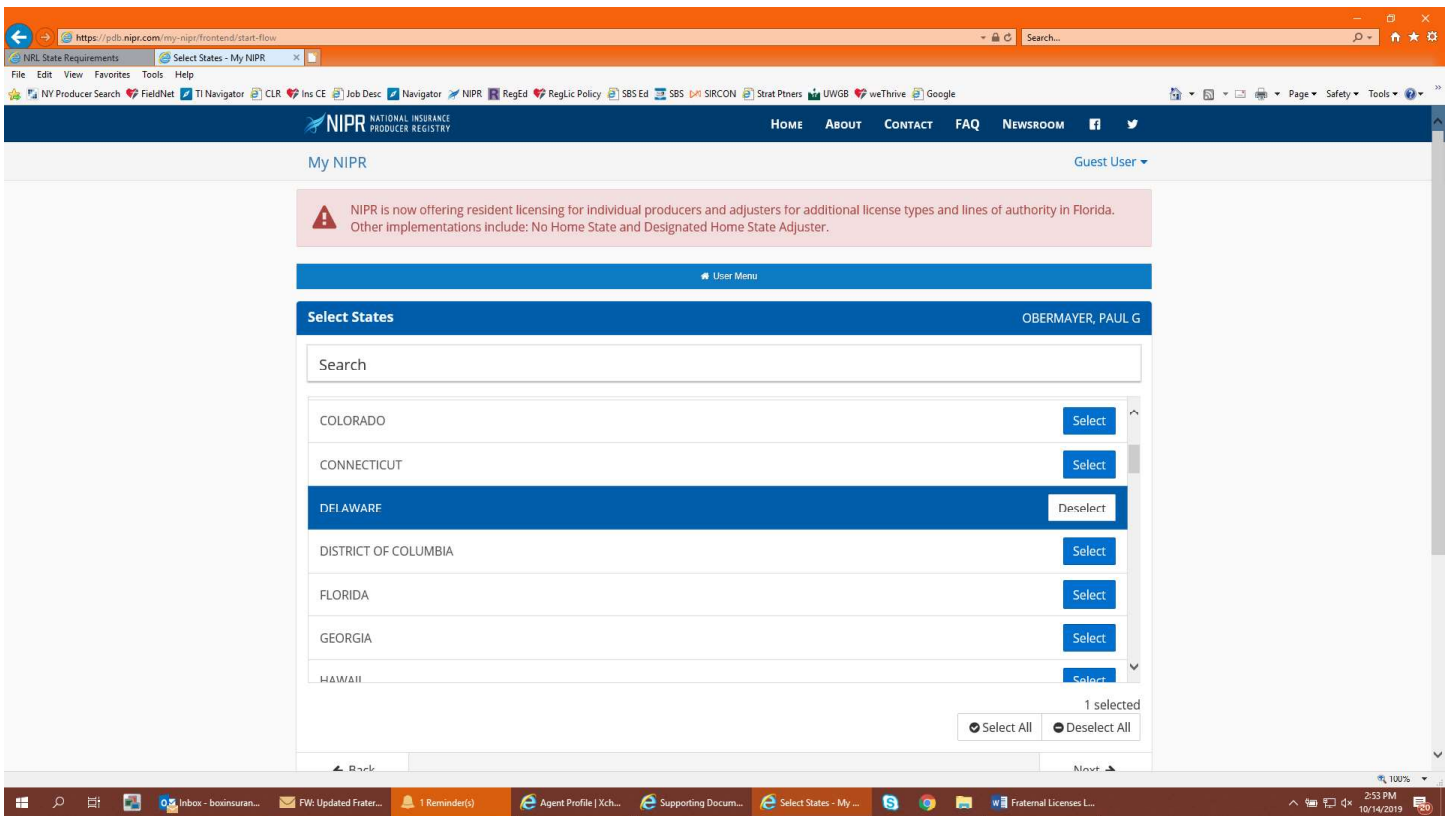 https://pdb.nipr.com/my-nipr/frontend/start-flow
Search...
NRL State Requirements
Select States - My NIPR
File Edit View Favorites Tools Help
NY Producer Search FieldNet TI Navigator CLR Ins CE Job Desc Navigator NIPR RegEd RegLic Policy SBS Ed SBS SIRCON Strat Ptners UWGB weThrive Google
Page Safety Tools
NIPR NATIONAL INSURANCE PRODUCER REGISTRY
HOME ABOUT CONTACT FAQ NEWSROOM
My NIPR
Guest User
NIPR is now offering resident licensing for individual producers and adjusters for additional license types and lines of authority in Florida.
Other implementations include: No Home State and Designated Home State Adjuster.
User Menu
Select States
OBERMAYER, PAUL G
Search
COLORADO Select
CONNECTICUT Select
DELAWARE Deselect
DISTRICT OF COLUMBIA Select
FLORIDA Select
GEORGIA Select
HAWAII Select
1 selected
Select All Deselect All
Back Next
100%
Inbox - boxinsuran... FW: Updated Frater... 1 Reminder(s) Agent Profile | Xch... Supporting Docum... Select States - My ... Fraternal Licenses L...
2:53 PM
10/14/2019
20